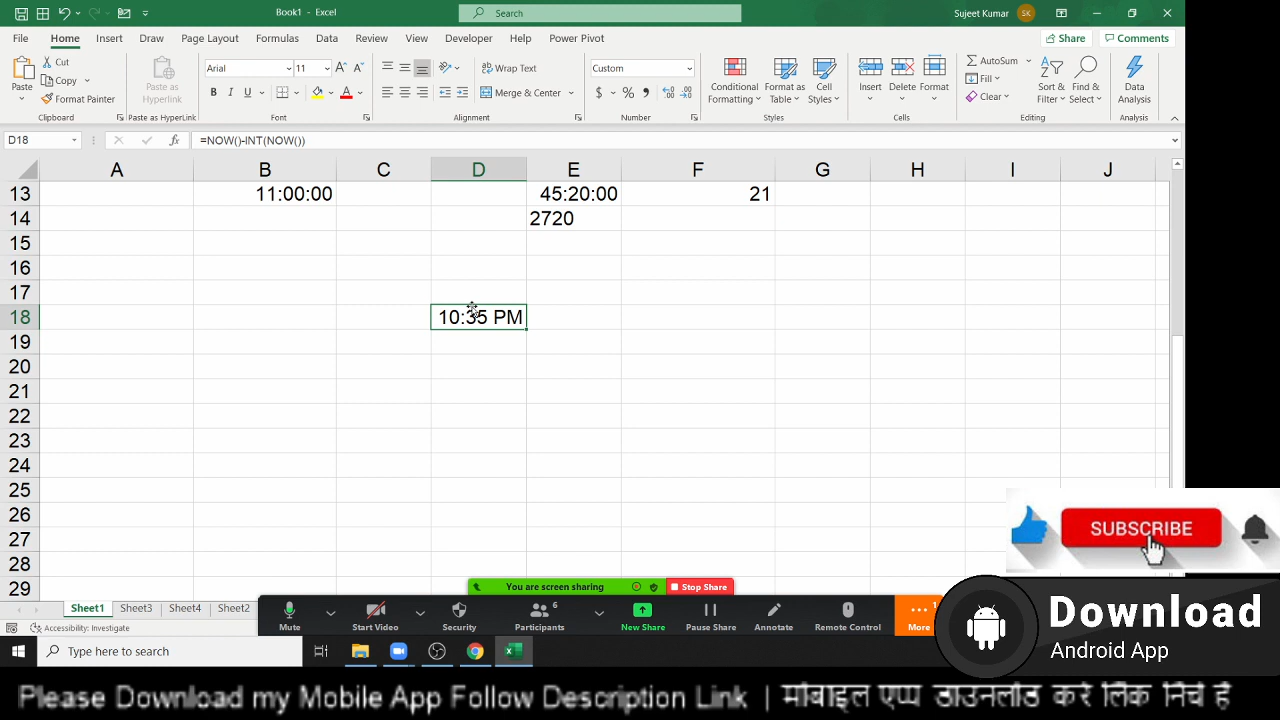 Book1 - Excel
Search
Sujeet Kumar
SK
File Home Insert Draw Page Layout Formulas Data Review View Developer Help Power Pivot
Share
Comments
Paste
Cut
Copy
Format Painter
Clipboard
Paste as
Hyperlink
Paste as HyperLink
Arial
11
B I U
Font
Wrap Text
Merge & Center
Alignment
Custom
$ % ,
Number
Conditional
Formatting
Format as
Table
Cell
Styles
Styles
Insert
Delete
Format
Cells
AutoSum
Fill
Clear
Sort &
Filter
Find &
Select
Editing
Data
Analysis
Analysis
D18
fx
=NOW()-INT(NOW())
A B C D E F G H I J
13 11:00:00 45:20:00 21
14 2720
15
16
17
18 10:35 PM
19
20
21
22
23
24
25
26
27
28
29
SUBSCRIBE
You are screen sharing
Stop Share
Sheet1 Sheet3 Sheet4 Sheet2
Accessibility: Investigate
Mute
Start Video
Security
6
Participants
New Share
Pause Share
Annotate
Remote Control
More
Download
Android App
Type here to search
Please Download my Mobile App Follow Description Link | मोबाइल एप्प डाउनलोड करे लिंक निचे है